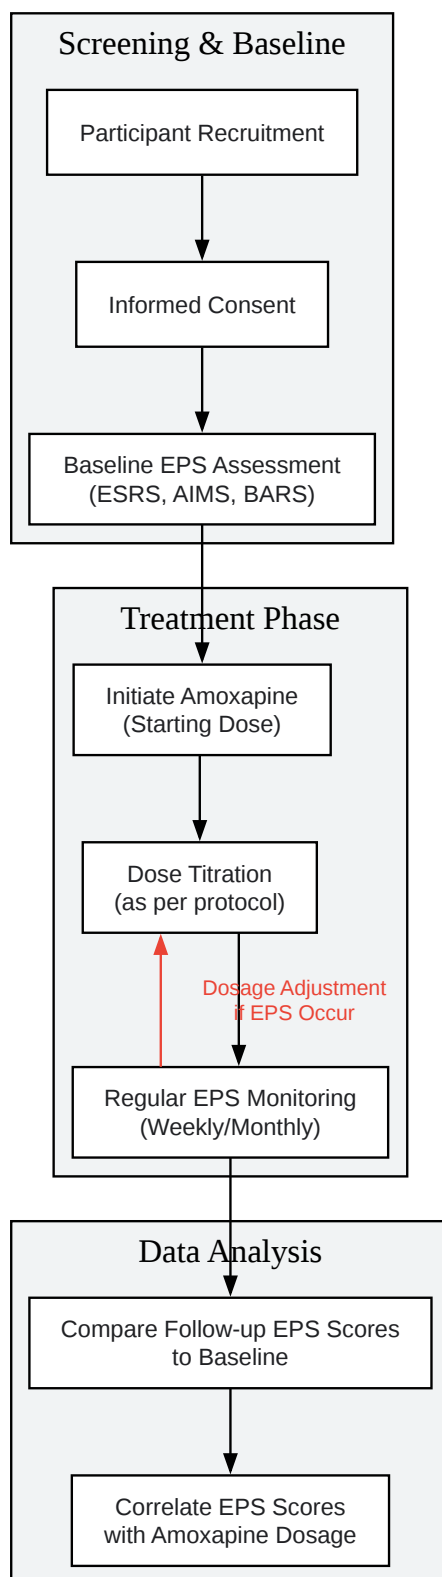 Screening & Baseline
Participant Recruitment
Informed Consent
Baseline EPS Assessment
(ESRS, AIMS, BARS)
Treatment Phase
Initiate Amoxapine
(Starting Dose)
Dose Titration
(as per protocol)
Dosage Adjustment
if EPS Occur
Regular EPS Monitoring
(Weekly/Monthly)
Data Analysis
Compare Follow-up EPS Scores
to Baseline
Correlate EPS Scores
with Amoxapine Dosage